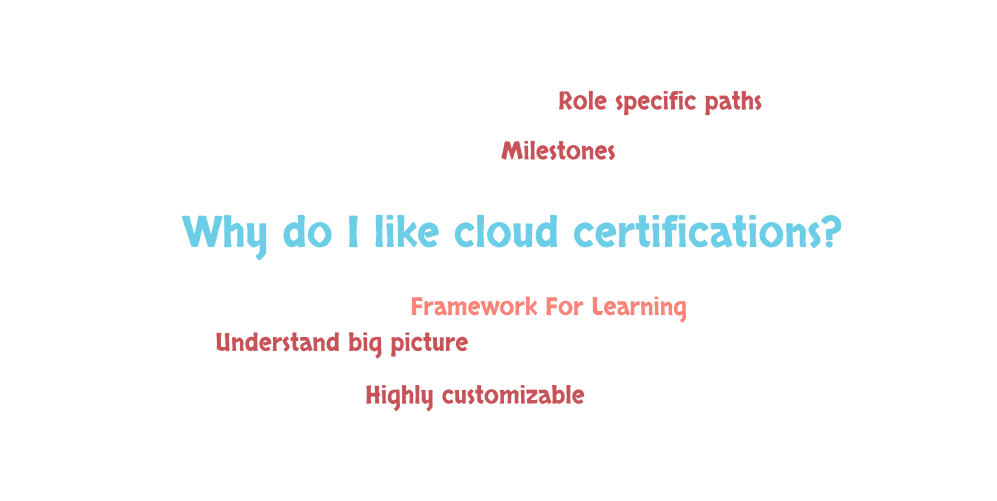 Role specific paths
Milestones
Why do I like cloud certifications?
Framework For Learning
Understand big picture
Highly customizable